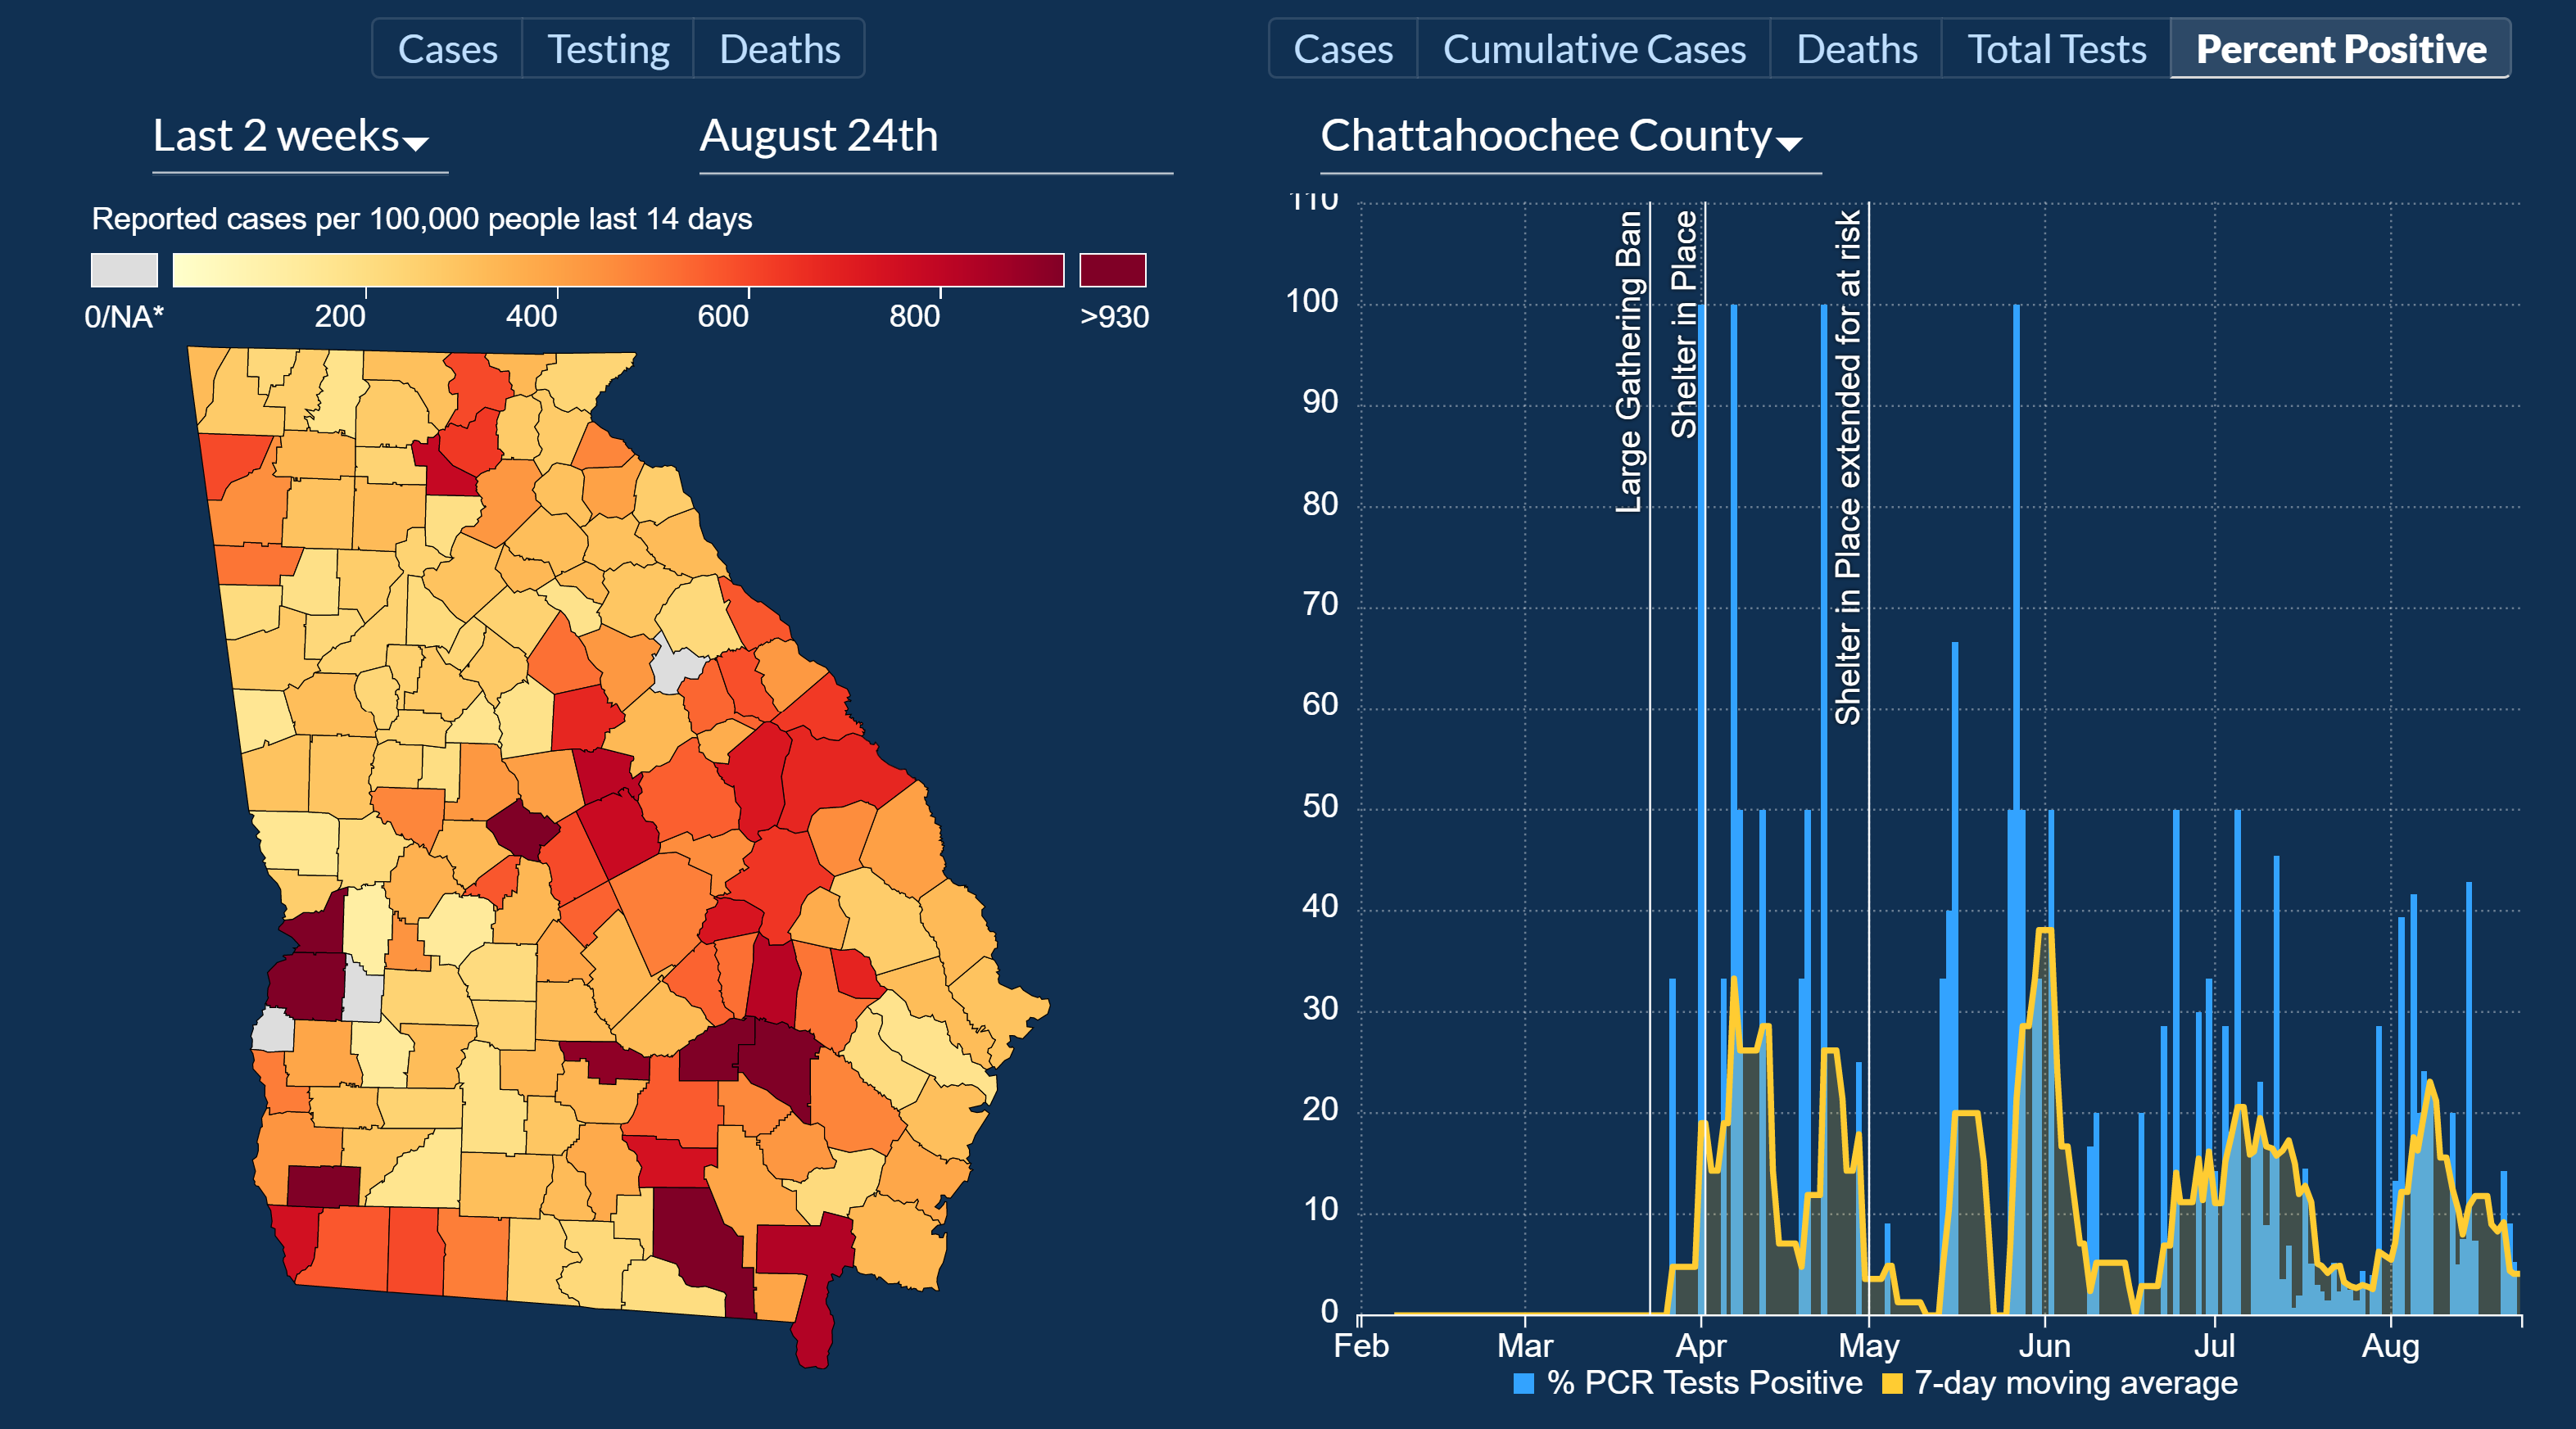 Cases Testing Deaths
Cases Cumulative Cases Deaths Total Tests Percent Positive
Last 2 weeks
August 24th
Chattahoochee County
Reported cases per 100,000 people last 14 days
0/NA* 200 400 600 800 >930
110
100
90
80
70
60
50
40
30
20
10
0
Large Gathering Ban
Shelter in Place
Shelter in Place extended for at risk
Feb Mar Apr May Jun Jul Aug
% PCR Tests Positive 7-day moving average